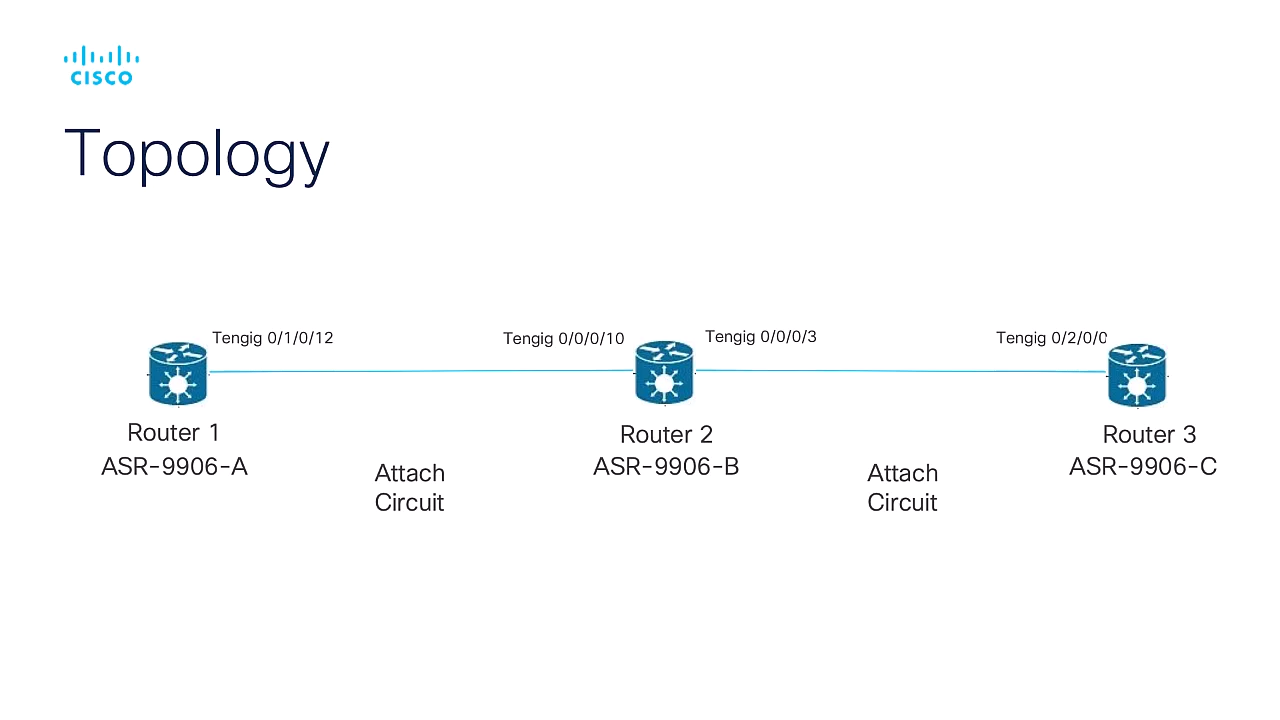 CISCO
Topology
Tengig 0/1/0/12
Tengig 0/0/0/10
Tengig 0/0/0/3
Tengig 0/2/0/0
Router 1
ASR-9906-A
Attach
Circuit
Router 2
ASR-9906-B
Attach
Circuit
Router 3
ASR-9906-C